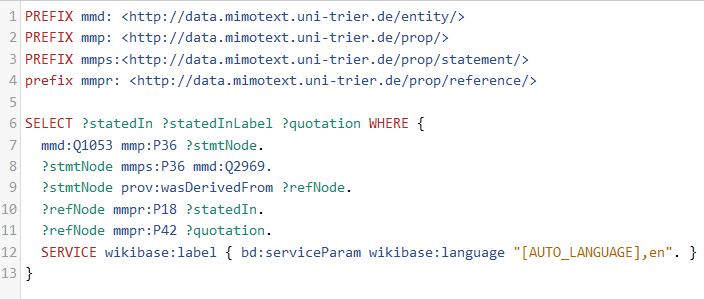 1 PREFIX mmd: <http://data.mimotext.uni-trier.de/entity/>
2 PREFIX mmp: <http://data.mimotext.uni-trier.de/prop/>
3 PREFIX mmps:<http://data.mimotext.uni-trier.de/prop/statement/>
4 prefix mmpr: <http://data.mimotext.uni-trier.de/prop/reference/>
5
6 SELECT ?statedIn ?statedInLabel ?quotation WHERE {
7 mmd:Q1053 mmp:P36 ?stmtNode.
8 ?stmtNode mmps:P36 mmd:Q2969.
9 ?stmtNode prov:wasDerivedFrom ?refNode.
10 ?refNode mmpr:P18 ?statedIn.
11 ?refNode mmpr:P42 ?quotation.
12 SERVICE wikibase:label { bd:serviceParam wikibase:language "[AUTO_LANGUAGE],en". }
13 }